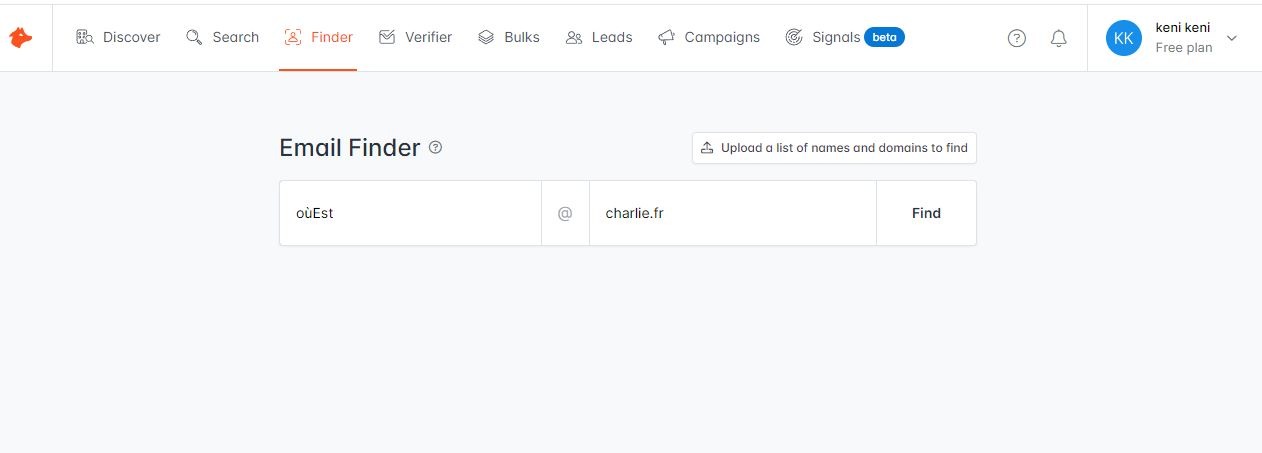 Discover Search Finder Verifier Bulks Leads Campaigns Signals beta ? KK keni keni
Free plan
Email Finder ? Upload a list of names and domains to find
oùEst @ charlie.fr Find